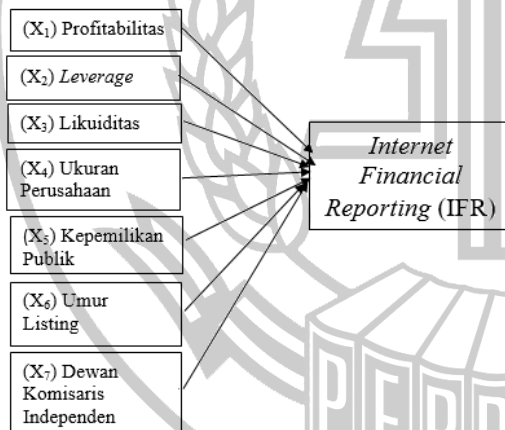 (X₁) Profitabilitas
(X₂) Leverage
(X₃) Likuiditas
(X₄) Ukuran
Perusahaan
(X₅) Kepemilikan
Publik
(X₆) Umur
Listing
(X₇) Dewan
Komisaris
Independen
Internet
Financial
Reporting (IFR)